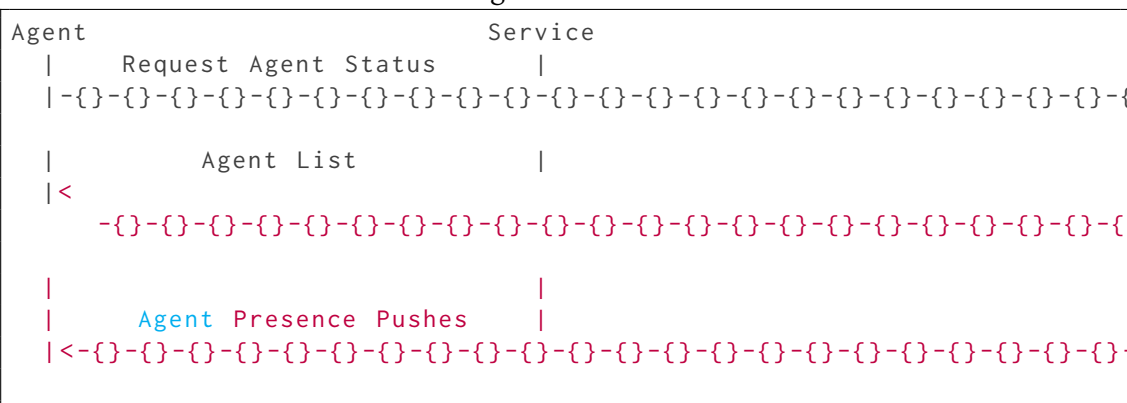 Agent                         Service
  |    Request Agent Status      |
  |-{}-{}-{}-{}-{}-{}-{}-{}-{}-{}-{}-{}-{}-{}-{}-{}-{}-{}-{}-{}-{}-{}-{
  |         Agent List           |
  |<
     -{}-{}-{}-{}-{}-{}-{}-{}-{}-{}-{}-{}-{}-{}-{}-{}-{}-{}-{}-{}-{}-{
  |                              |
  |     Agent Presence Pushes    |
  |<-{}-{}-{}-{}-{}-{}-{}-{}-{}-{}-{}-{}-{}-{}-{}-{}-{}-{}-{}-{}-{}-{}-